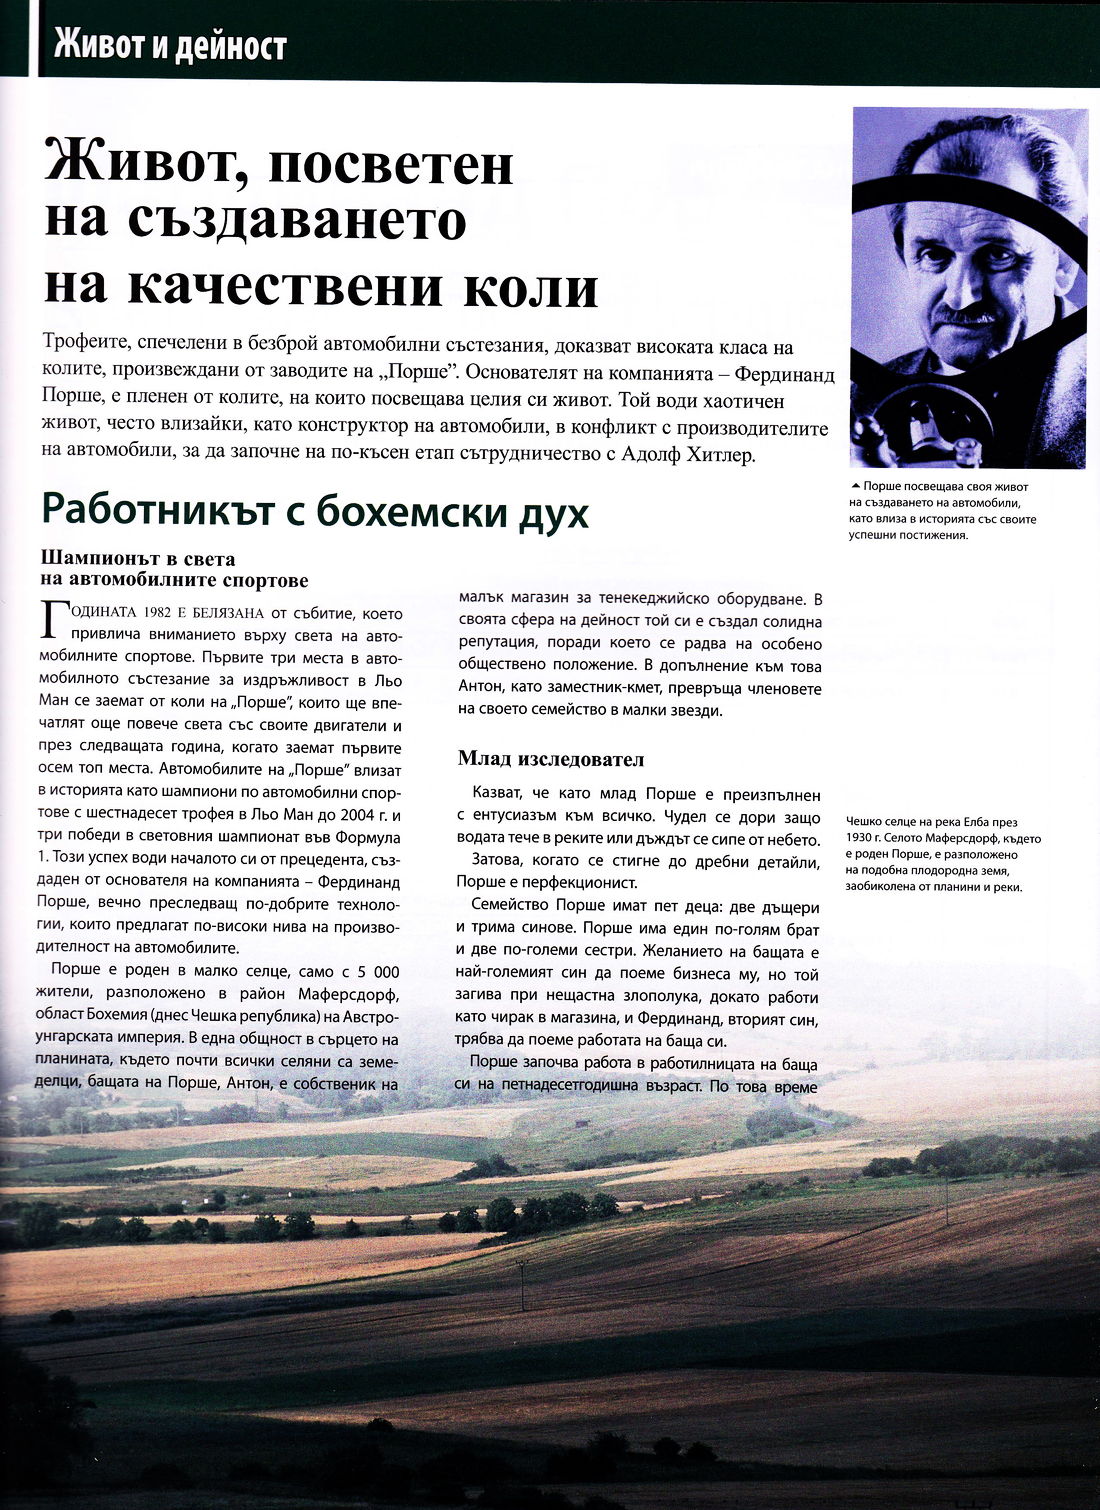 Живот и дейност
Живот, посветен
на създаването
на качествени коли
Трофеите, спечелени в безброй автомобилни състезания, доказват високата класа на
колите, произвеждани от заводите на „Порше”. Основателят на компанията – Фердинанд
Порше, е пленен от колите, на които посвещава целия си живот. Той води хаотичен
живот, често влизайки, като конструктор на автомобили, в конфликт с производителите
на автомобили, за да започне на по-късен етап сътрудничество с Адолф Хитлер.
Порше посвещава своя живот
на създаването на автомобили,
като влиза в историята със своите
успешни постижения.
Работникът с бохемски дух
Шампионът в света
на автомобилните спортове
ГОДИНАТА 1982 Е БЕЛЯЗАНА от събитие, което
привлича вниманието върху света на авто-
мобилните спортове. Първите три места в авто-
мобилното състезание за издръжливост в Льо
Ман се заемат от коли на „Порше”, които ще впе-
чатлят още повече света със своите двигатели и
през следващата година, когато заемат първите
осем топ места. Автомобилите на „Порше” влизат
в историята като шампиони по автомобилни спор-
тове с шестнадесет трофея в Льо Ман до 2004 г. и
три победи в световния шампионат във Формула
1. Този успех води началото си от прецедента, съз-
даден от основателя на компанията – Фердинанд
Порше, вечно преследващ по-добрите техноло-
гии, които предлагат по-високи нива на произво-
дителност на автомобилите.
Порше е роден в малко селце, само с 5 000
жители, разположено в район Маферсдорф,
област Бохемия (днес Чешка република) на Австро-
унгарската империя. В една общност в сърцето на
планината, където почти всички селяни са земе-
делци, бащата на Порше, Антон, е собственик на
малък магазин за тенекеджийско оборудване. В
своята сфера на дейност той си е създал солидна
репутация, поради което се радва на особено
обществено положение. В допълнение към това
Антон, като заместник-кмет, превръща членовете
на своето семейство в малки звезди.
Млад изследовател
Казват, че като млад Порше е преизпълнен
с ентусиазъм към всичко. Чудел се дори защо
водата тече в реките или дъждът се сипе от небето.
Затова, когато се стигне до дребни детайли,
Порше е перфекционист.
Семейство Порше имат пет деца: две дъщери
и трима синове. Порше има един по-голям брат
и две по-големи сестри. Желанието на бащата е
най-големият син да поеме бизнеса му, но той
загива при нещастна злополука, докато работи
като чирак в магазина, и Фердинанд, вторият син,
трябва да поеме работата на баща си.
Порше започва работа в работилницата на баща
си на петнадесетгодишна възраст. По това време
Чешко селце на река Елба през
1930 г. Селото Маферсдорф, където
е роден Порше, е разположено
на подобна плодородна земя,
заобиколена от планини и реки.